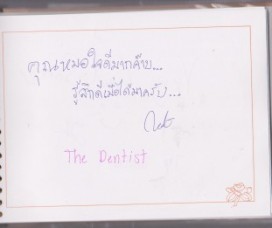 คุณหมอใจดีมากค๊าบ...
รู้สึกดีเมื่อได้มาครับ...
The Dentist